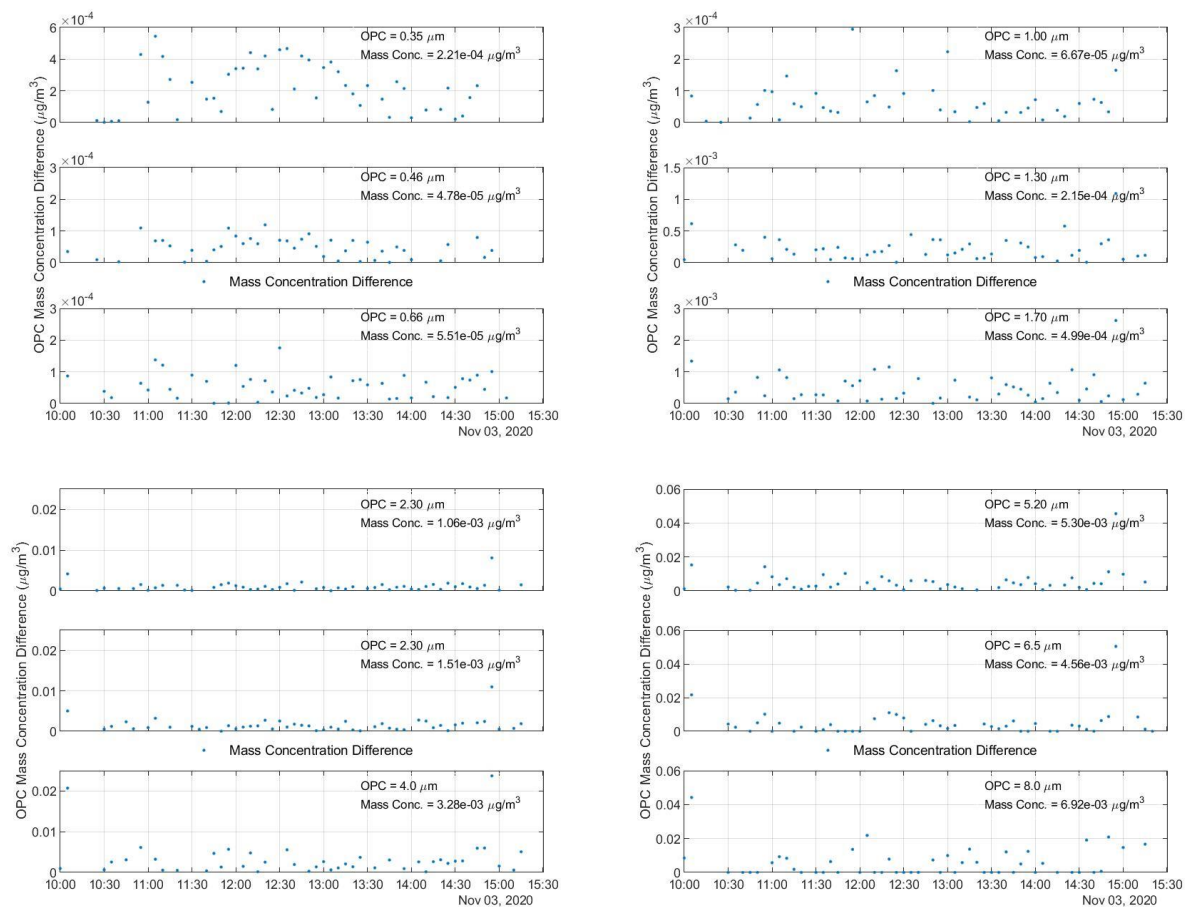 ×10⁻⁴
6
4
2
0
OPC = 0.35 μm
Mass Conc. = 2.21e-04 μg/m³
×10⁻⁴
3
2
1
0
OPC = 0.46 μm
Mass Conc. = 4.78e-05 μg/m³
Mass Concentration Difference
×10⁻⁴
3
2
1
0
OPC = 0.66 μm
Mass Conc. = 5.51e-05 μg/m³
10:00 10:30 11:00 11:30 12:00 12:30 13:00 13:30 14:00 14:30 15:00 15:30
Nov 03, 2020
OPC Mass Concentration Difference (μg/m³)
×10⁻⁴
3
2
1
0
OPC = 1.00 μm
Mass Conc. = 6.67e-05 μg/m³
×10⁻³
1.5
1
0.5
0
OPC = 1.30 μm
Mass Conc. = 2.15e-04 μg/m³
Mass Concentration Difference
×10⁻³
3
2
1
0
OPC = 1.70 μm
Mass Conc. = 4.99e-04 μg/m³
10:00 10:30 11:00 11:30 12:00 12:30 13:00 13:30 14:00 14:30 15:00 15:30
Nov 03, 2020
OPC Mass Concentration Difference (μg/m³)
0.02
0.01
0
OPC = 2.30 μm
Mass Conc. = 1.06e-03 μg/m³
0.02
0.01
0
OPC = 2.30 μm
Mass Conc. = 1.51e-03 μg/m³
Mass Concentration Difference
0.02
0.01
0
OPC = 4.0 μm
Mass Conc. = 3.28e-03 μg/m³
10:00 10:30 11:00 11:30 12:00 12:30 13:00 13:30 14:00 14:30 15:00 15:30
Nov 03, 2020
OPC Mass Concentration Difference (μg/m³)
0.06
0.04
0.02
0
OPC = 5.20 μm
Mass Conc. = 5.30e-03 μg/m³
0.06
0.04
0.02
0
OPC = 6.5 μm
Mass Conc. = 4.56e-03 μg/m³
Mass Concentration Difference
0.06
0.04
0.02
0
OPC = 8.0 μm
Mass Conc. = 6.92e-03 μg/m³
10:00 10:30 11:00 11:30 12:00 12:30 13:00 13:30 14:00 14:30 15:00 15:30
Nov 03, 2020
OPC Mass Concentration Difference (μg/m³)